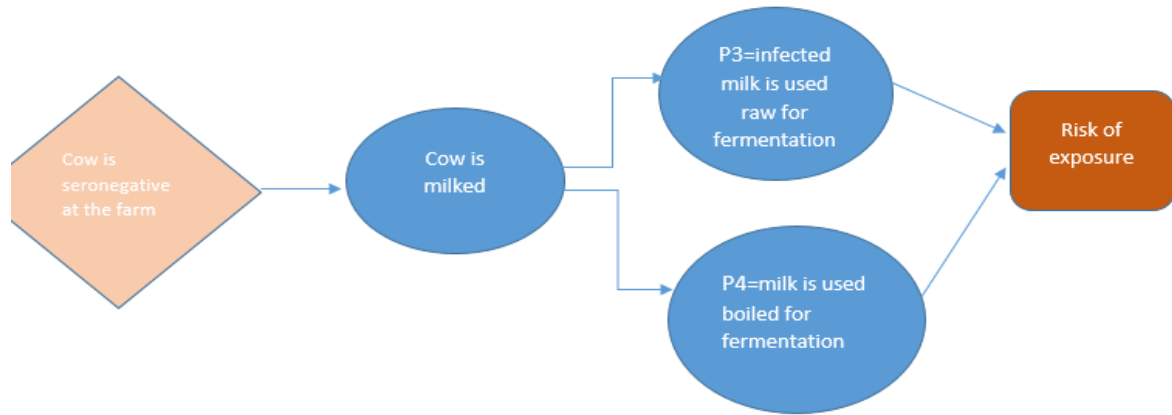 Cow is
seronegative
at the farm
Cow is
milked
P3=infected
milk is used
raw for
fermentation
P4=milk is used
boiled for
fermentation
Risk of
exposure